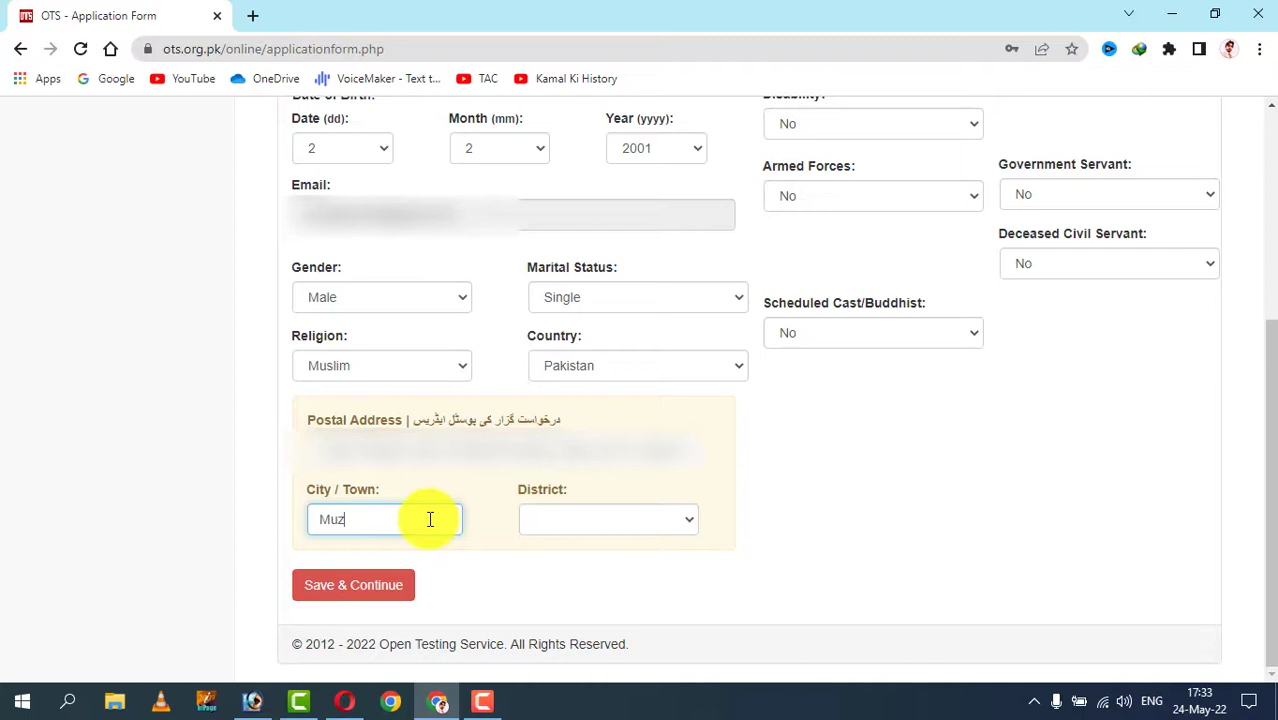 OTS - Application Form
ots.org.pk/online/applicationform.php
Apps Google YouTube OneDrive VoiceMaker - Text t... TAC Kamal Ki History
Date of Birth:
Date (dd): Month (mm): Year (yyyy):
2 2 2001
Email:
Disability:
No
Armed Forces: Government Servant:
No No
Deceased Civil Servant:
No
Gender: Marital Status:
Male Single
Scheduled Cast/Buddhist:
No
Religion: Country:
Muslim Pakistan
Postal Address | درخواست گزار کی پوسٹل ایڈریس
City / Town: District:
Muz
Save & Continue
© 2012 - 2022 Open Testing Service. All Rights Reserved.
ENG
17:33
24-May-22